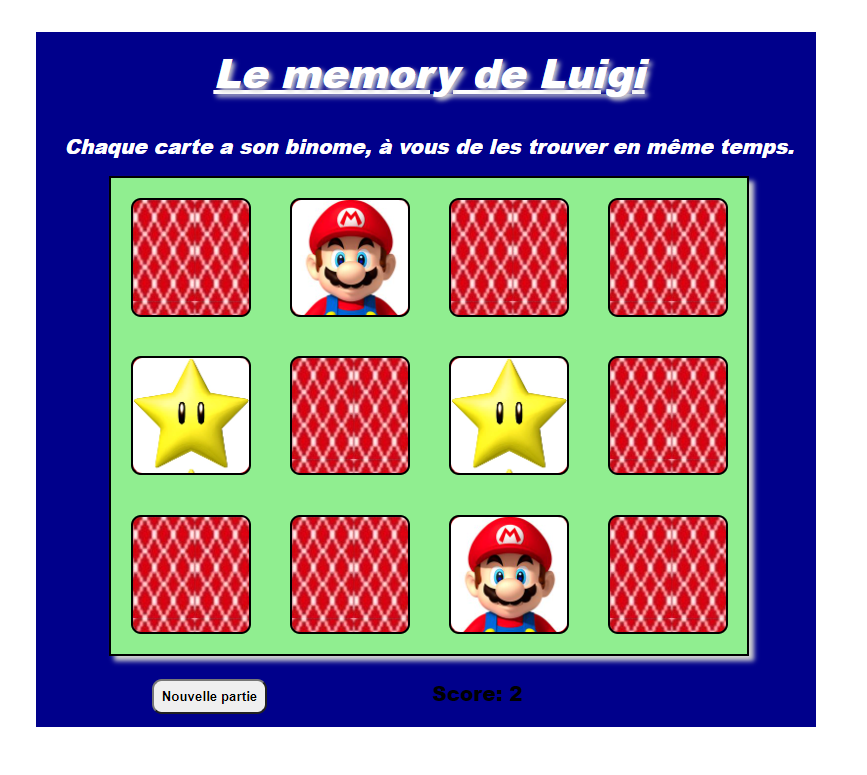 Le memory de Luigi
Chaque carte a son binome, à vous de les trouver en même temps.
M
M
Nouvelle partie
Score: 2